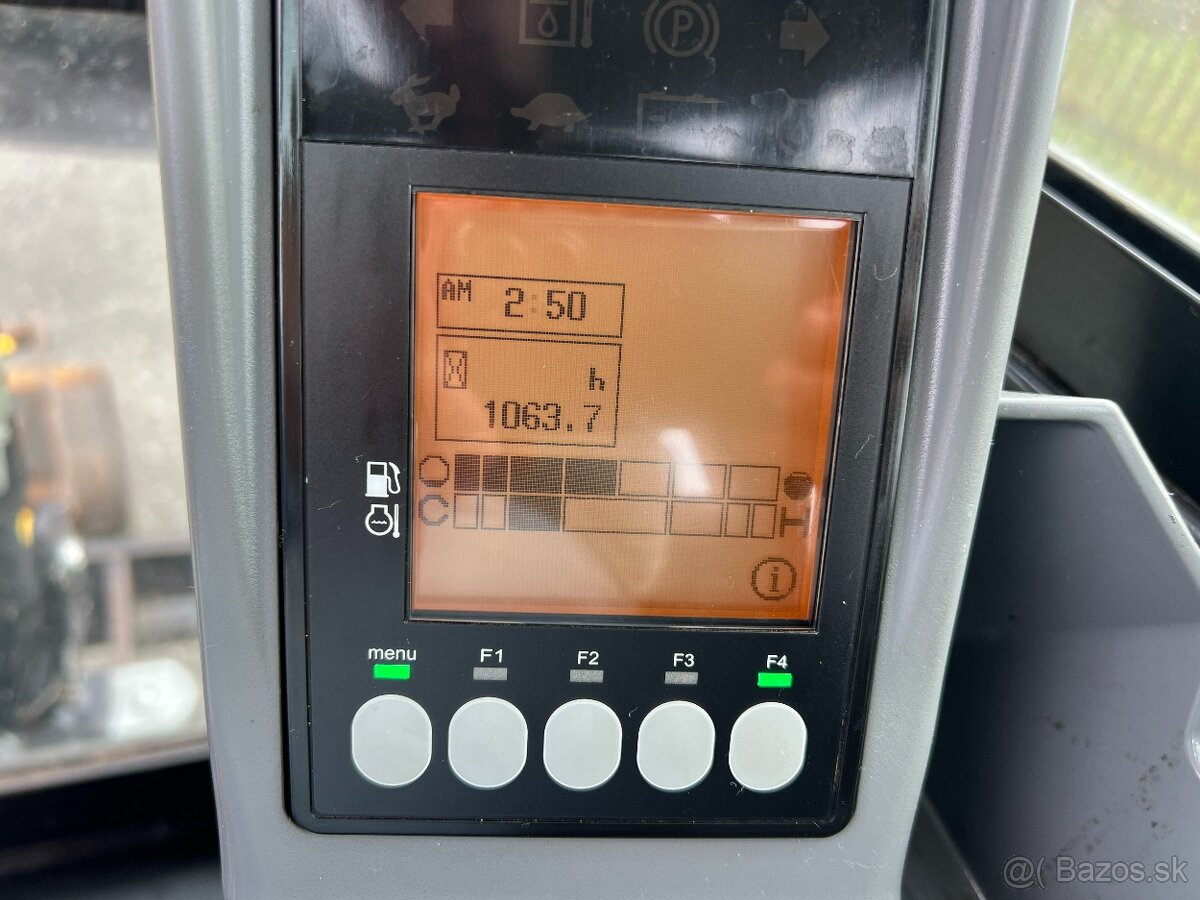 P
AM 2:50
h
1063.7
C H
i
menu F1 F2 F3 F4
@( Bazos.sk